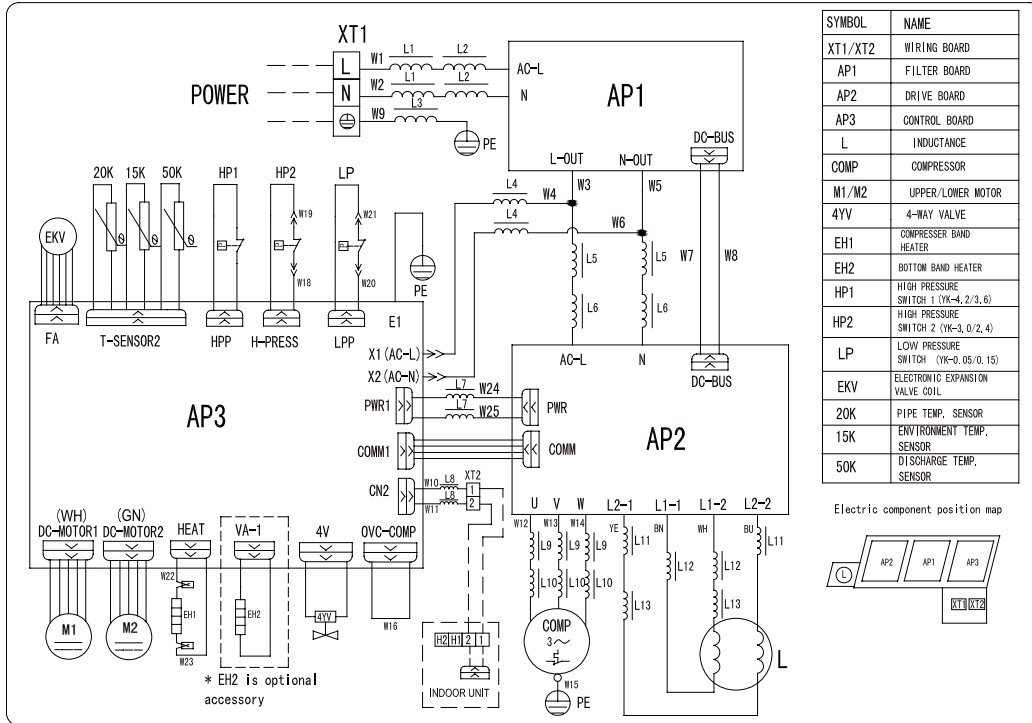 XT1
POWER
L
N
W1
L1
L2
W2
L1
L2
W9
L3
PE
AC-L
N
AP1
DC-BUS
L-OUT
N-OUT
W3
W5
W4
L4
L4
W6
W7
W8
L5
L5
L6
L6
20K
15K
50K
HP1
HP2
LP
W19
W21
W18
W20
EKV
PE
FA
T-SENSOR2
HPP
H-PRESS
LPP
E1
X1(AC-L)
X2(AC-N)
AP3
PWR1
L7
W24
L7
W25
PWR
COMM1
COMM
CN2
W10
L8
W11
L8
XT2
1
2
AC-L
N
DC-BUS
AP2
U
V
W
L2-1
L1-1
L1-2
L2-2
W12
W13
W14
YE
BN
WH
BU
L9
L9
L9
L10
L10
L10
L11
L12
L12
L11
L13
L13
L
COMP
3~
W15
PE
(WH)
DC-MOTOR1
(GN)
DC-MOTOR2
HEAT
VA-1
4V
OVC-COMP
W22
EH1
W23
EH2
4YV
W16
M1
M2
* EH2 is optional
accessory
H2 H1 2 1
INDOOR UNIT
SYMBOL NAME
XT1/XT2 WIRING BOARD
AP1 FILTER BOARD
AP2 DRIVE BOARD
AP3 CONTROL BOARD
L INDUCTANCE
COMP COMPRESSOR
M1/M2 UPPER/LOWER MOTOR
4YV 4-WAY VALVE
EH1 COMPRESSER BAND
HEATER
EH2 BOTTOM BAND HEATER
HP1 HIGH PRESSURE
SWITCH 1 (YK-4.2/3.6)
HP2 HIGH PRESSURE
SWITCH 2 (YK-3.0/2.4)
LP LOW PRESSURE
SWITCH (YK-0.05/0.15)
EKV ELECTRONIC EXPANSION
VALVE COIL
20K PIPE TEMP. SENSOR
15K ENVIRONMENT TEMP.
SENSOR
50K DISCHARGE TEMP.
SENSOR
Electric component position map
L
AP2
AP1
AP3
XT1 XT2